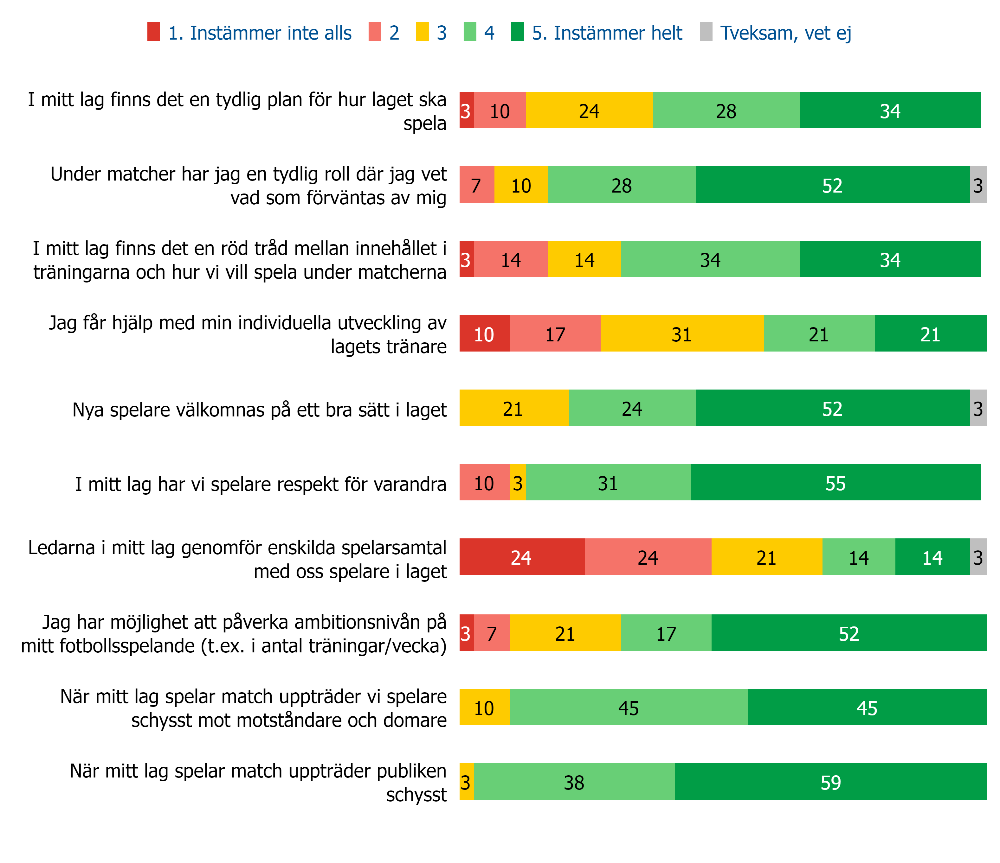 1. Instämmer inte alls 2 3 4 5. Instämmer helt Tveksam, vet ej
I mitt lag finns det en tydlig plan för hur laget ska
spela
3 10 24 28 34
Under matcher har jag en tydlig roll där jag vet
vad som förväntas av mig
7 10 28 52 3
I mitt lag finns det en röd tråd mellan innehållet i
träningarna och hur vi vill spela under matcherna
3 14 14 34 34
Jag får hjälp med min individuella utveckling av
lagets tränare
10 17 31 21 21
Nya spelare välkomnas på ett bra sätt i laget
21 24 52 3
I mitt lag har vi spelare respekt för varandra
10 3 31 55
Ledarna i mitt lag genomför enskilda spelarsamtal
med oss spelare i laget
24 24 21 14 14 3
Jag har möjlighet att påverka ambitionsnivån på
mitt fotbollsspelande (t.ex. i antal träningar/vecka)
3 7 21 17 52
När mitt lag spelar match uppträder vi spelare
schysst mot motståndare och domare
10 45 45
När mitt lag spelar match uppträder publiken
schysst
3 38 59